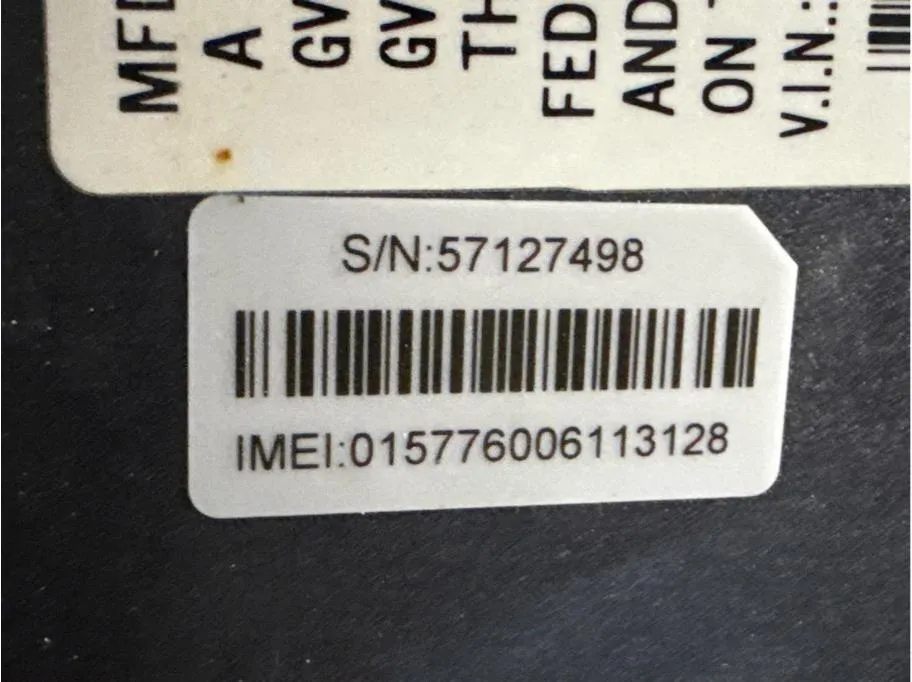 MFD
A
GV
GV
TH
FED
AND
ON
V.I.N.:
S/N:57127498
IMEI:015776006113128